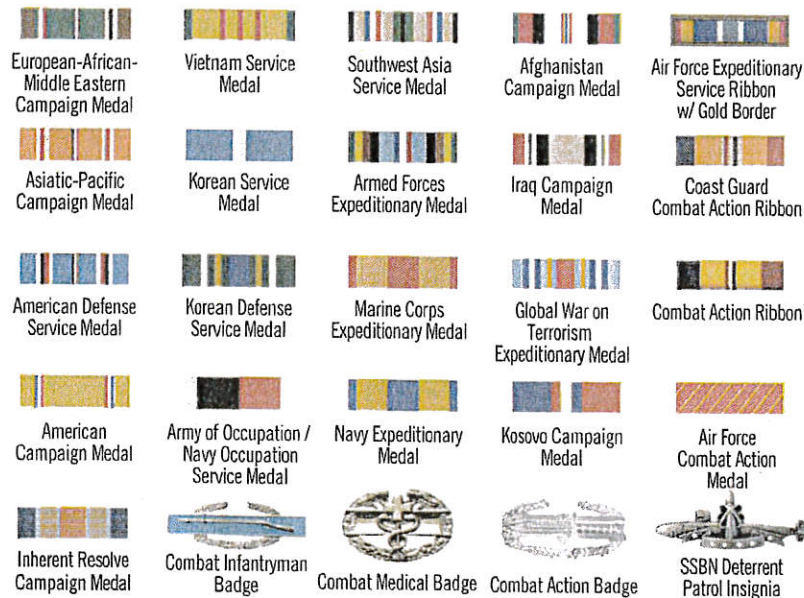 European-African-
Middle Eastern
Campaign Medal
Vietnam Service
Medal
Southwest Asia
Service Medal
Afghanistan
Campaign Medal
Air Force Expeditionary
Service Ribbon
w/ Gold Border
Asiatic-Pacific
Campaign Medal
Korean Service
Medal
Armed Forces
Expeditionary Medal
Iraq Campaign
Medal
Coast Guard
Combat Action Ribbon
American Defense
Service Medal
Korean Defense
Service Medal
Marine Corps
Expeditionary Medal
Global War on
Terrorism
Expeditionary Medal
Combat Action Ribbon
American
Campaign Medal
Army of Occupation /
Navy Occupation
Service Medal
Navy Expeditionary
Medal
Kosovo Campaign
Medal
Air Force
Combat Action
Medal
Inherent Resolve
Campaign Medal
Combat Infantryman
Badge
Combat Medical Badge
Combat Action Badge
SSBN Deterrent
Patrol Insignia